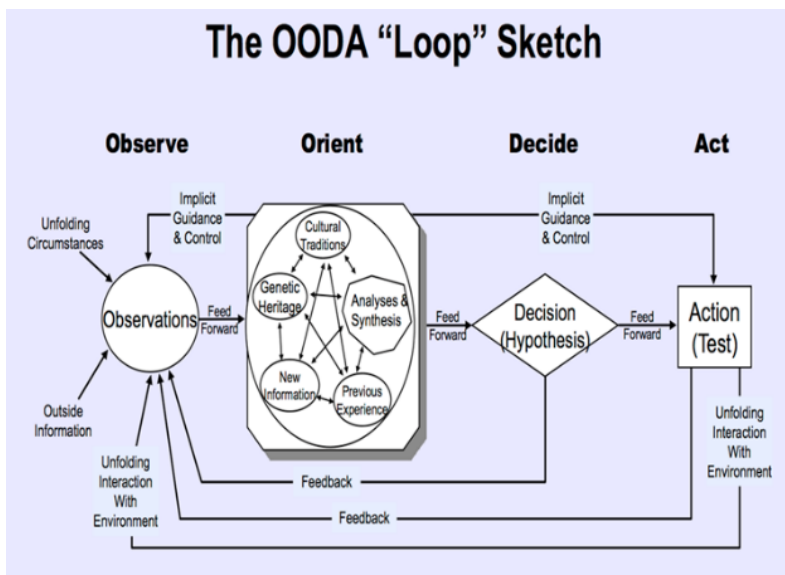 The OODA “Loop” Sketch
Observe
Orient
Decide
Act
Implicit
Guidance
& Control
Implicit
Guidance
& Control
Unfolding
Circumstances
Observations
Outside
Information
Feed
Forward
Cultural
Traditions
Genetic
Heritage
Analyses &
Synthesis
New
Information
Previous
Experience
Feed
Forward
Decision
(Hypothesis)
Feed
Forward
Action
(Test)
Unfolding
Interaction
With
Environment
Feedback
Feedback
Unfolding
Interaction
With
Environment